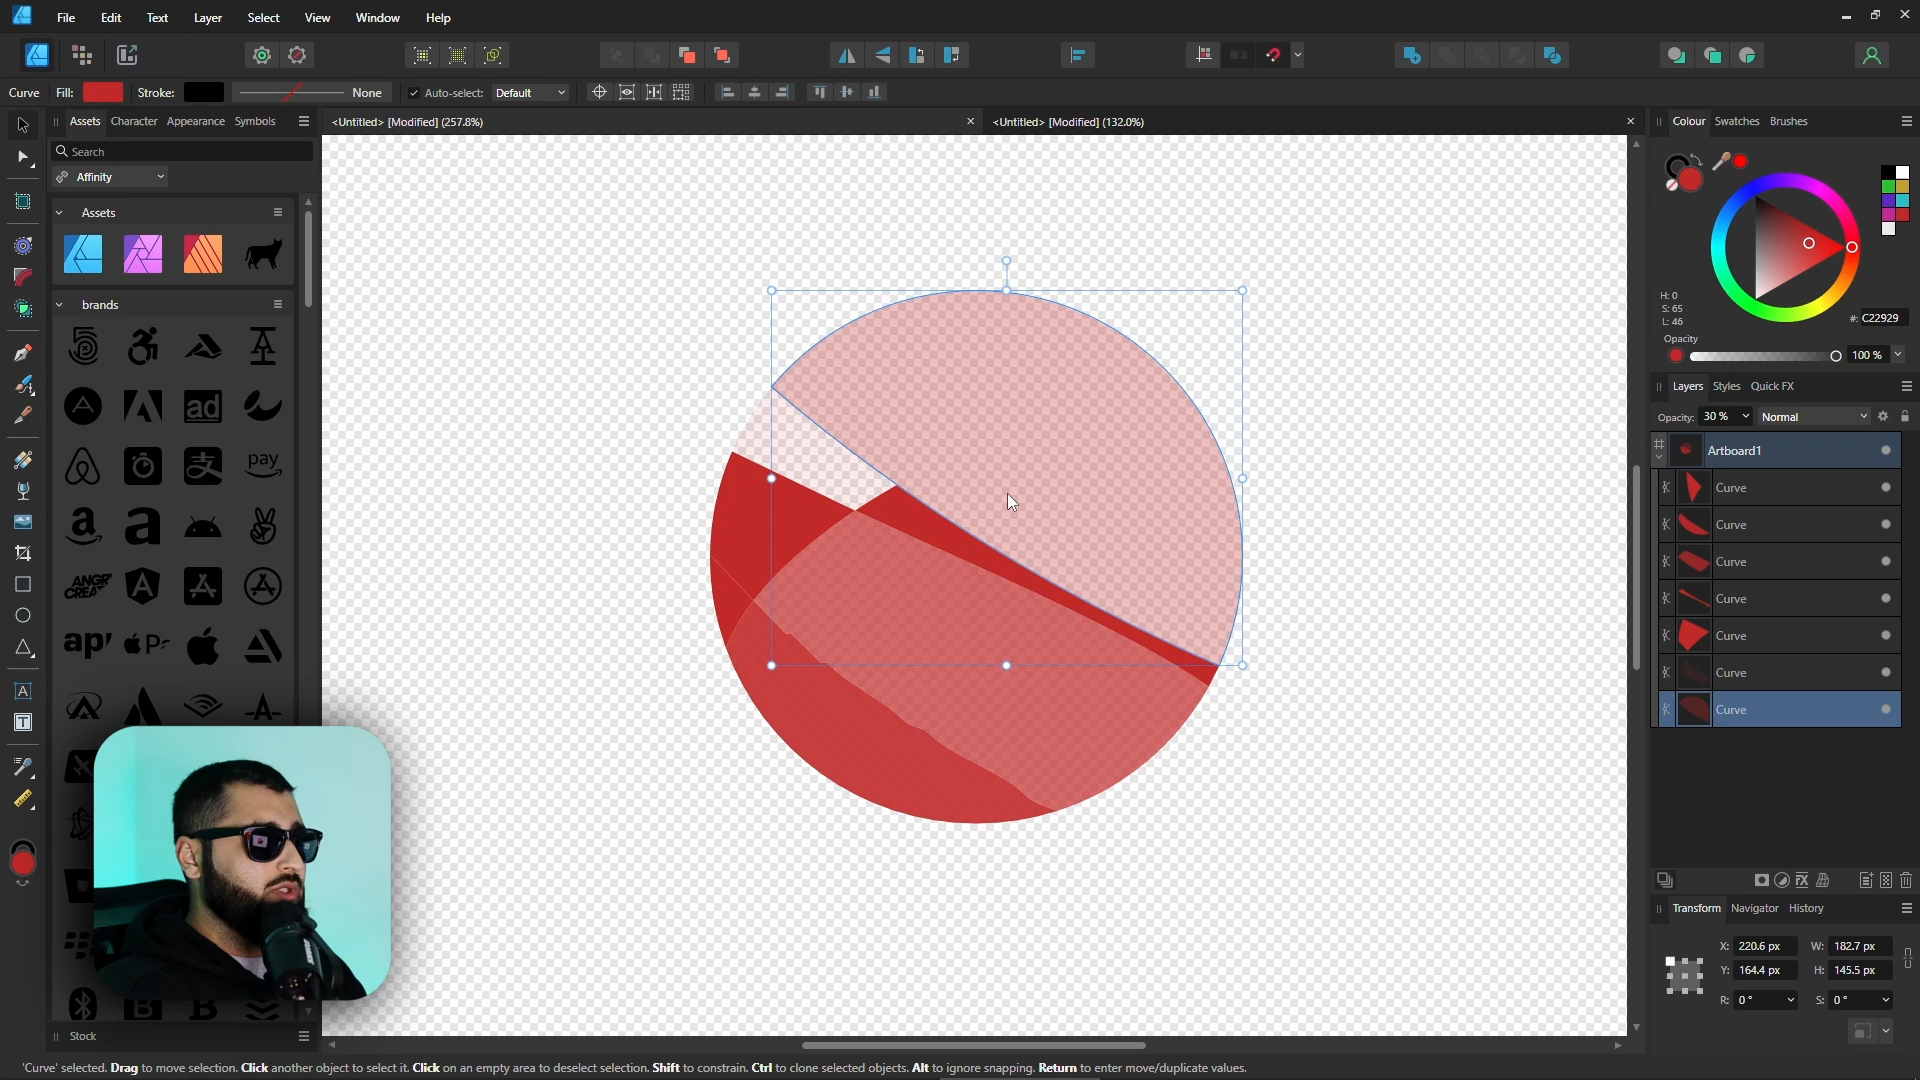 File Edit Text Layer Select View Window Help
Curve Fill: Stroke: None Auto-select: Default
Assets Character Appearance Symbols
<Untitled> [Modified] (257.8%)
<Untitled> [Modified] (132.0%)
Colour Swatches Brushes
Search
Affinity
Assets
brands
ad
pay
ANGRY CREATIVE
Stock
H: 0
S: 65
L: 46
#: C22929
Opacity
100 %
Layers Styles Quick FX
Opacity: 30 % Normal
Artboard1
Curve
Curve
Curve
Curve
Curve
Curve
Curve
Transform Navigator History
X: 220.6 px W: 182.7 px
Y: 164.4 px H: 145.5 px
R: 0 ° S: 0 °
'Curve' selected. Drag to move selection. Click another object to select it. Click on an empty area to deselect selection. Shift to constrain. Ctrl to clone selected objects. Alt to ignore snapping. Return to enter move/duplicate values.